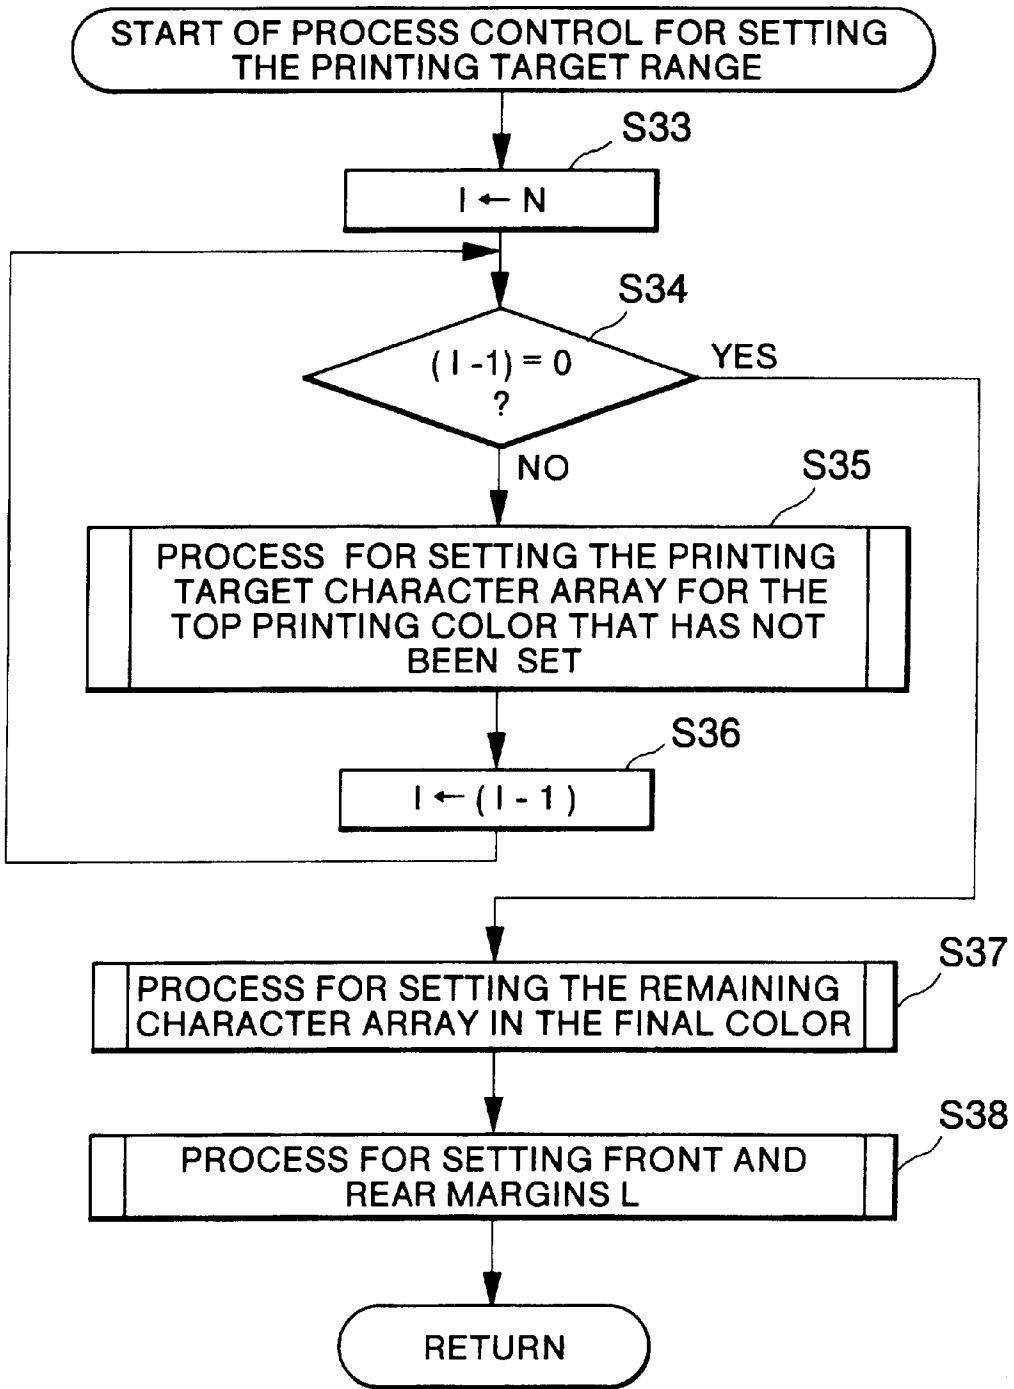 START OF PROCESS CONTROL FOR SETTING
THE PRINTING TARGET RANGE
S33
I ← N
S34
(I -1) = 0
?
YES
NO
S35
PROCESS FOR SETTING THE PRINTING
TARGET CHARACTER ARRAY FOR THE
TOP PRINTING COLOR THAT HAS NOT
BEEN SET
S36
I ← (I - 1)
S37
PROCESS FOR SETTING THE REMAINING
CHARACTER ARRAY IN THE FINAL COLOR
S38
PROCESS FOR SETTING FRONT AND
REAR MARGINS L
RETURN